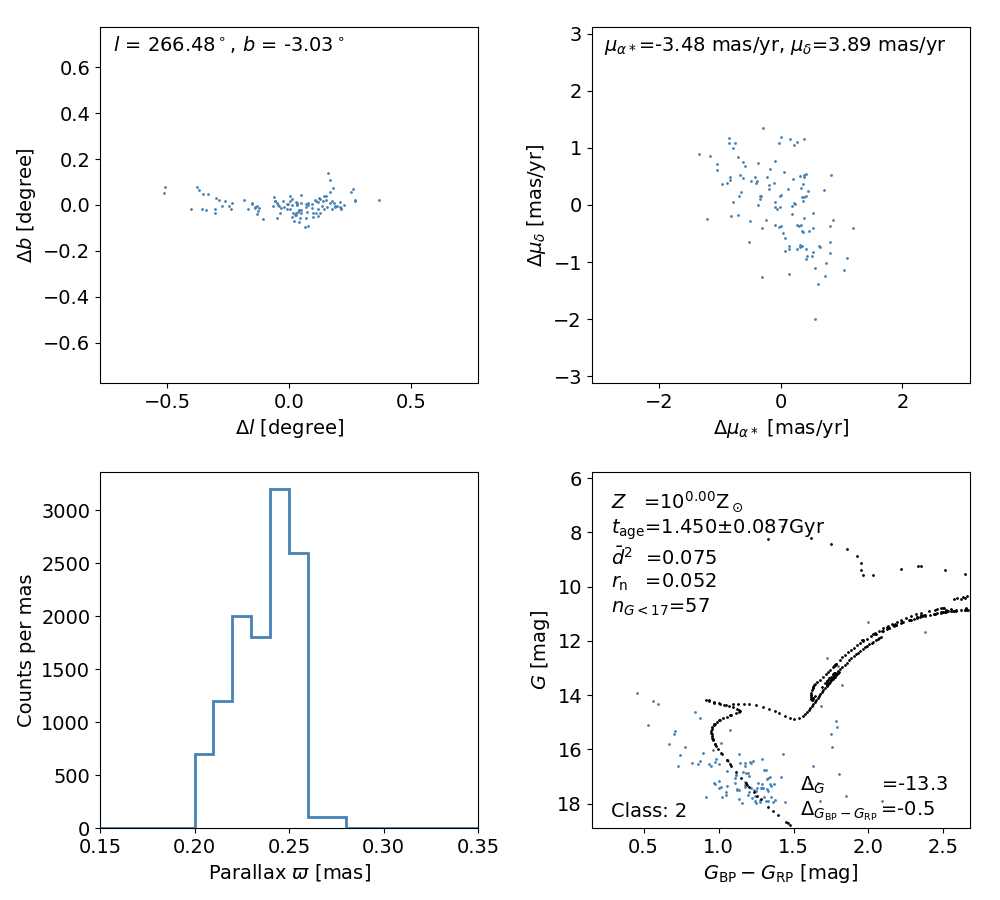 l = 266.48°, b = -3.03°
0.6
0.4
0.2
0.0
−0.2
−0.4
−0.6
Δb [degree]
−0.5
0.0
0.5
Δl [degree]
μα*=-3.48 mas/yr, μδ=3.89 mas/yr
3
2
1
0
−1
−2
−3
Δμδ [mas/yr]
−2
0
2
Δμα* [mas/yr]
3000
2500
2000
1500
1000
500
0
Counts per mas
0.15
0.20
0.25
0.30
0.35
Parallax ϖ [mas]
Z =10^0.00 Z⊙
t_age=1.450±0.087Gyr
d̄² =0.075
r_n =0.052
n_G<17=57
Δ_G =-13.3
Δ_G_BP−G_RP =-0.5
Class: 2
6
8
10
12
14
16
18
G [mag]
0.5
1.0
1.5
2.0
2.5
G_BP − G_RP [mag]